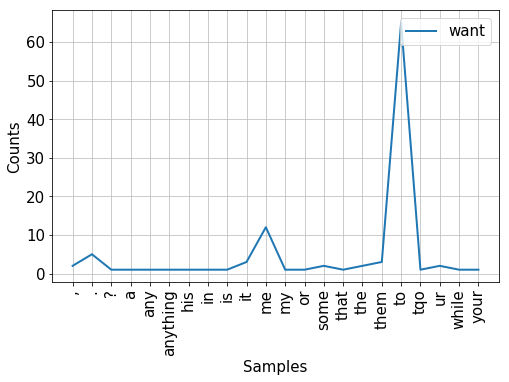 want
60
50
40
30
20
10
0
Counts
,
.
?
a
any
anything
his
in
is
it
me
my
or
some
that
the
them
to
tqo
ur
while
your
Samples